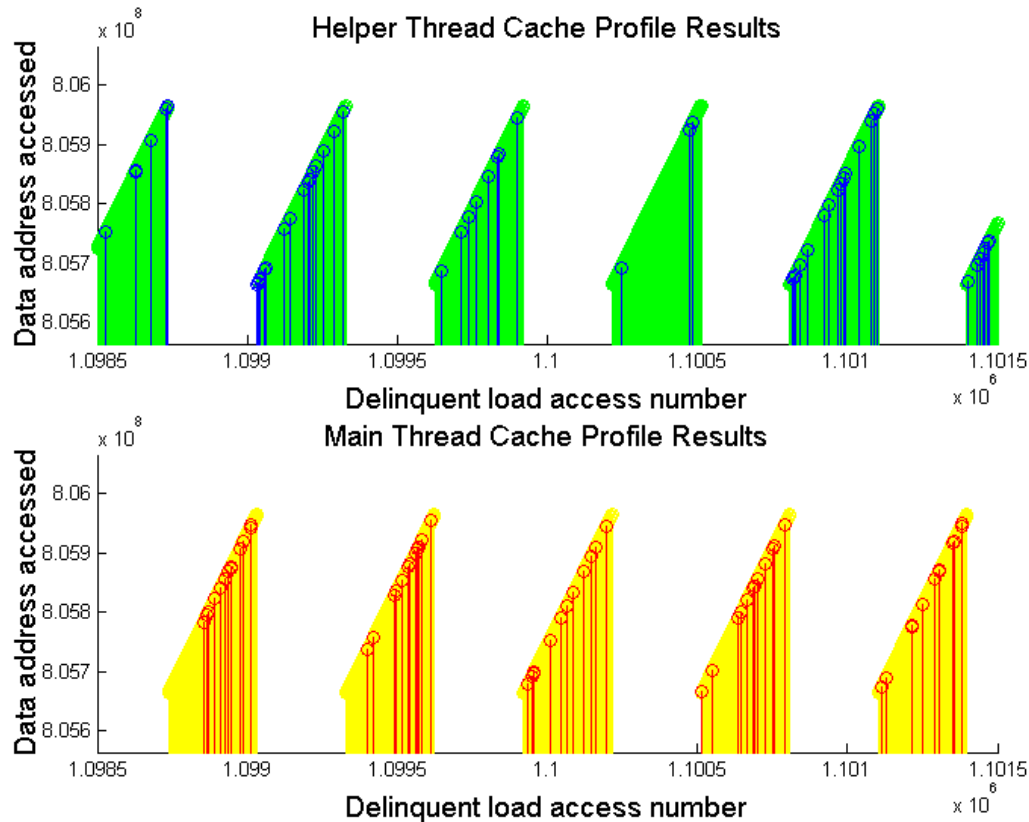 x 10^8
Helper Thread Cache Profile Results
Data address accessed
8.06
8.059
8.058
8.057
8.056
1.0985
1.099
1.0995
1.1
1.1005
1.101
1.1015
Delinquent load access number
x 10^6
x 10^8
Main Thread Cache Profile Results
Data address accessed
8.06
8.059
8.058
8.057
8.056
1.0985
1.099
1.0995
1.1
1.1005
1.101
1.1015
Delinquent load access number
x 10^6